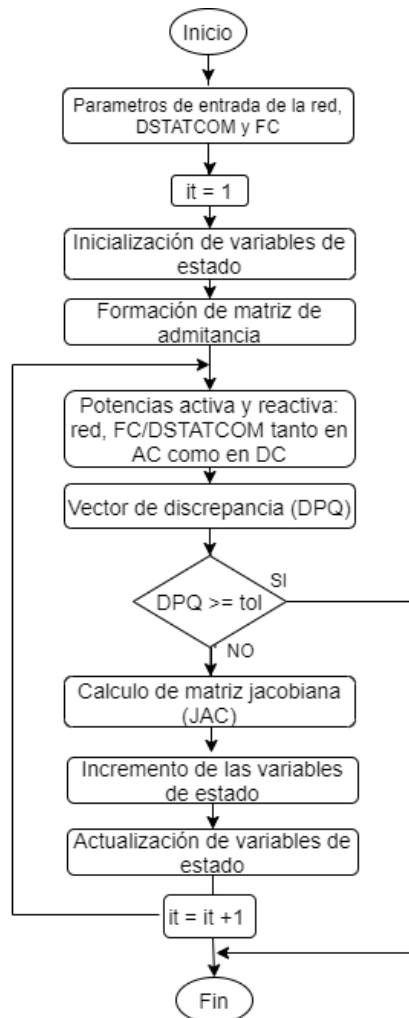 Inicio
Parametros de entrada de la red,
DSTATCOM y FC
it = 1
Inicialización de variables de
estado
Formación de matriz de
admitancia
Potencias activa y reactiva:
red, FC/DSTATCOM tanto en
AC como en DC
Vector de discrepancia (DPQ)
SI
DPQ >= tol
NO
Calculo de matriz jacobiana
(JAC)
Incremento de las variables
de estado
Actualización de variables de
estado
it = it +1
Fin